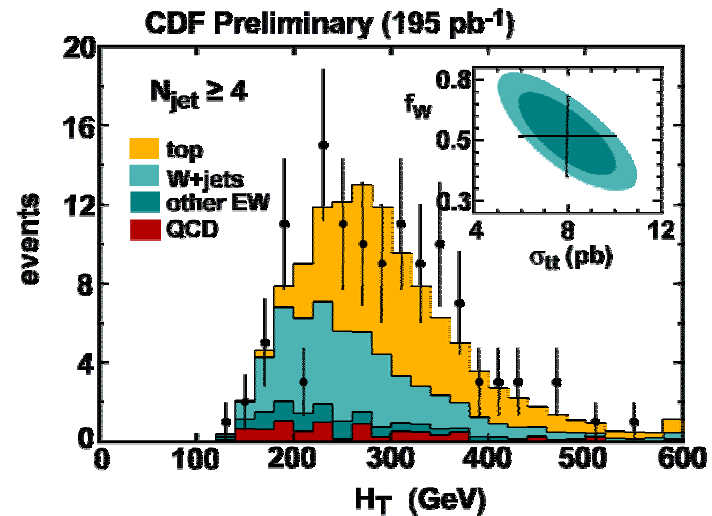 CDF Preliminary (195 pb-1)
20
16
12
8
4
0
events
Njet ≥ 4
top
W+jets
other EW
QCD
0.8
0.5
0.3
fW
4
8
12
σtt (pb)
0
100
200
300
400
500
600
HT (GeV)